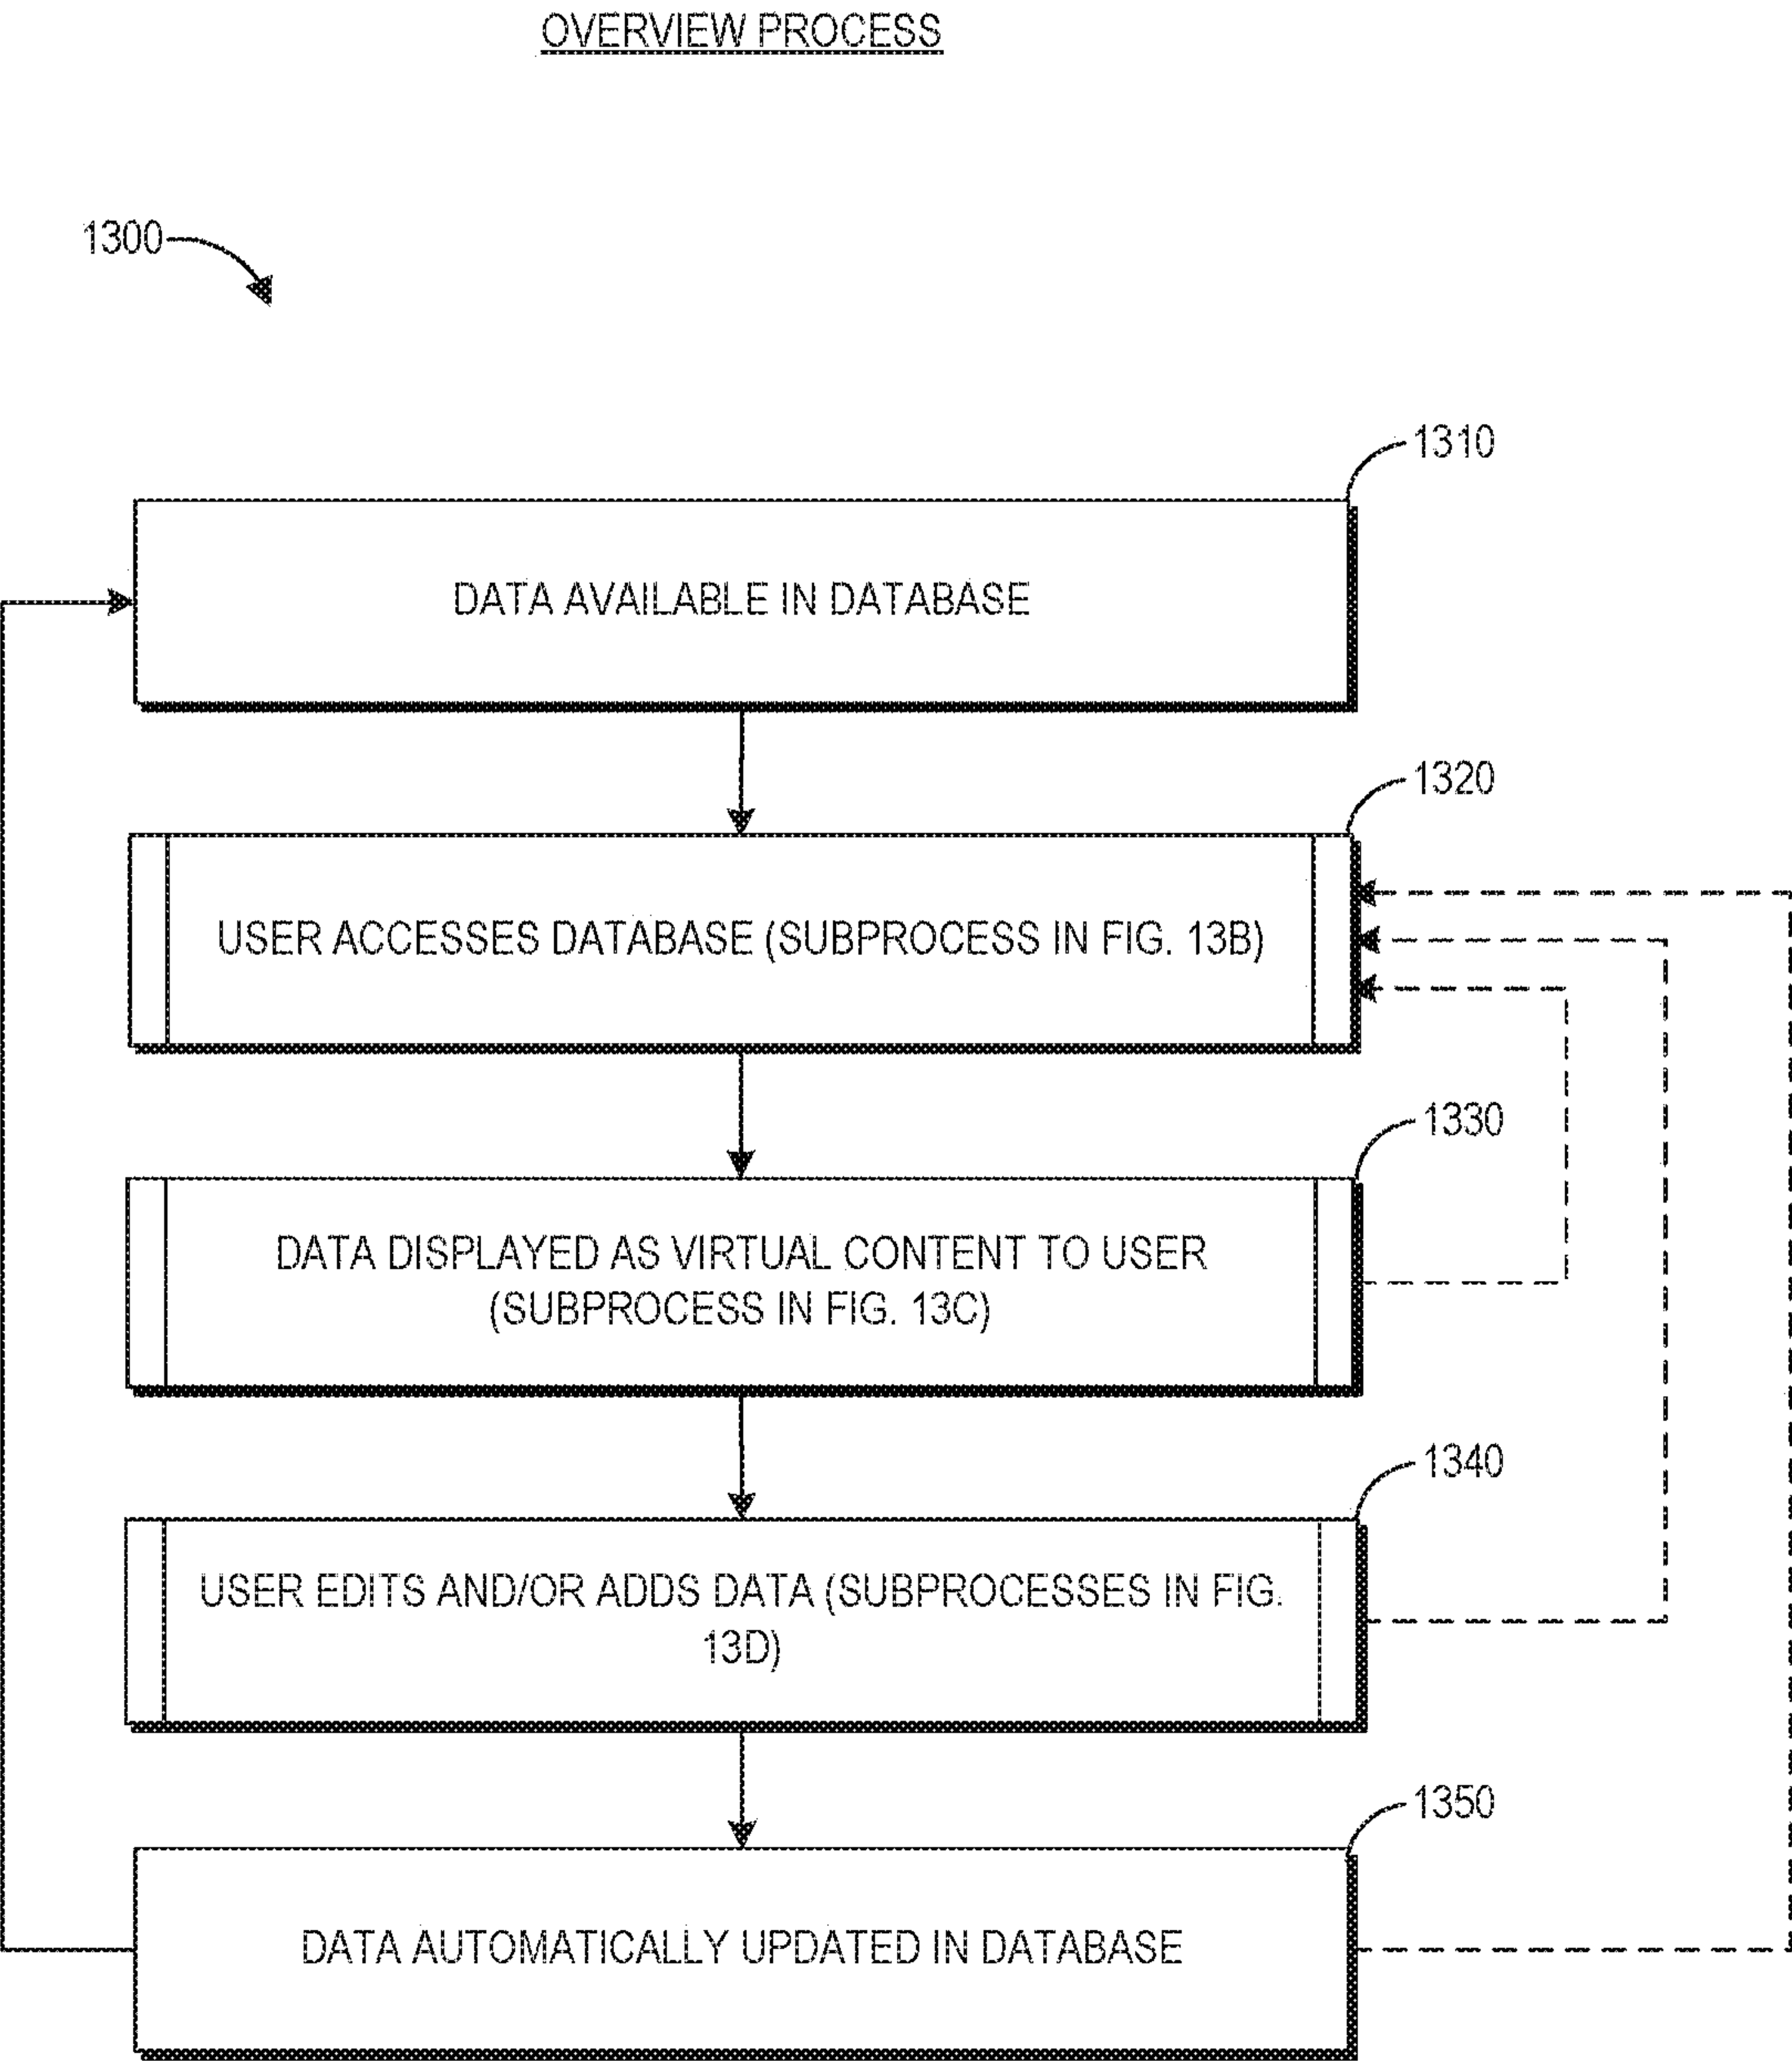 OVERVIEW PROCESS
1300
1310
DATA AVAILABLE IN DATABASE
1320
USER ACCESSES DATABASE (SUBPROCESS IN FIG. 13B)
1330
DATA DISPLAYED AS VIRTUAL CONTENT TO USER
(SUBPROCESS IN FIG. 13C)
1340
USER EDITS AND/OR ADDS DATA (SUBPROCESSES IN FIG.
13D)
1350
DATA AUTOMATICALLY UPDATED IN DATABASE